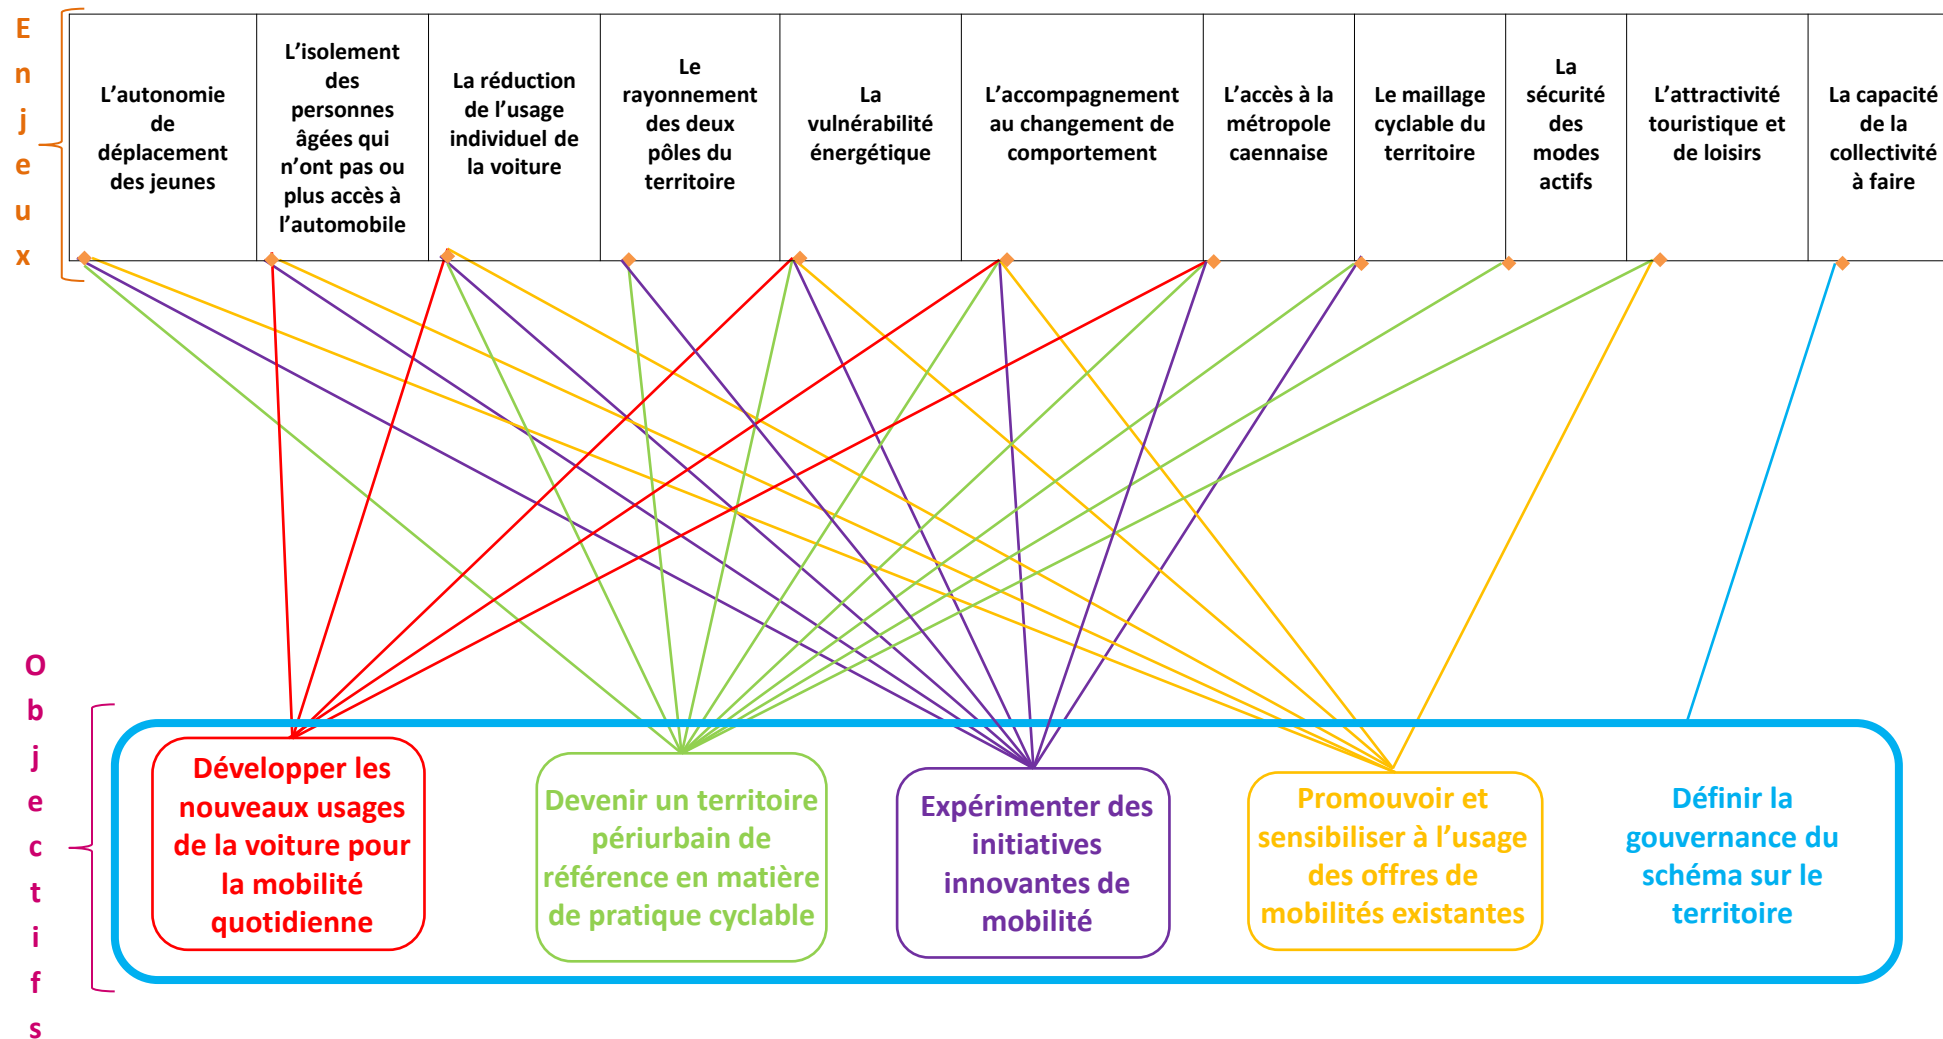 Enjeux
L'autonomie
de
déplacement
des jeunes
L'isolement
des
personnes
âgées qui
n'ont pas ou
plus accès à
l'automobile
La réduction
de l'usage
individuel de
la voiture
Le
rayonnement
des deux
pôles du
territoire
La
vulnérabilité
énergétique
L'accompagnement
au changement de
comportement
L'accès à la
métropole
caennaise
Le maillage
cyclable du
territoire
La
sécurité
des
modes
actifs
L'attractivité
touristique et
de loisirs
La capacité
de la
collectivité
à faire
Objectifs
Développer les
nouveaux usages
de la voiture pour
la mobilité
quotidienne
Devenir un territoire
périurbain de
référence en matière
de pratique cyclable
Expérimenter des
initiatives
innovantes de
mobilité
Promouvoir et
sensibiliser à l'usage
des offres de
mobilités existantes
Définir la
gouvernance du
schéma sur le
territoire